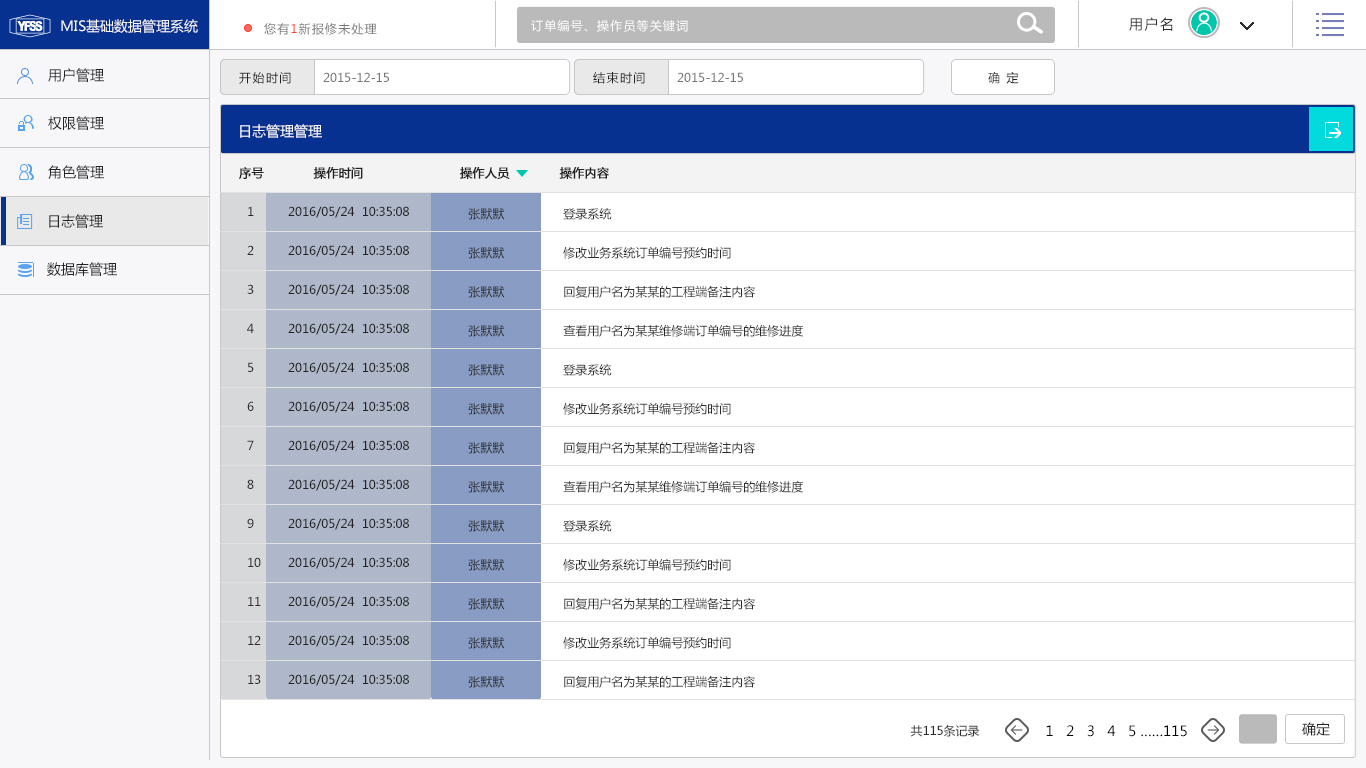 YFSS MIS基础数据管理系统
您有1新报修未处理
订单编号、操作员等关键词
用户名
用户管理
权限管理
角色管理
日志管理
数据库管理
开始时间 2015-12-15 结束时间 2015-12-15 确 定
日志管理管理
序号 操作时间 操作人员 操作内容
1 2016/05/24 10:35:08 张默默 登录系统
2 2016/05/24 10:35:08 张默默 修改业务系统订单编号预约时间
3 2016/05/24 10:35:08 张默默 回复用户名为某某的工程端备注内容
4 2016/05/24 10:35:08 张默默 查看用户名为某某维修端订单编号的维修进度
5 2016/05/24 10:35:08 张默默 登录系统
6 2016/05/24 10:35:08 张默默 修改业务系统订单编号预约时间
7 2016/05/24 10:35:08 张默默 回复用户名为某某的工程端备注内容
8 2016/05/24 10:35:08 张默默 查看用户名为某某维修端订单编号的维修进度
9 2016/05/24 10:35:08 张默默 登录系统
10 2016/05/24 10:35:08 张默默 修改业务系统订单编号预约时间
11 2016/05/24 10:35:08 张默默 回复用户名为某某的工程端备注内容
12 2016/05/24 10:35:08 张默默 修改业务系统订单编号预约时间
13 2016/05/24 10:35:08 张默默 回复用户名为某某的工程端备注内容
共115条记录 1 2 3 4 5 ......115 确定